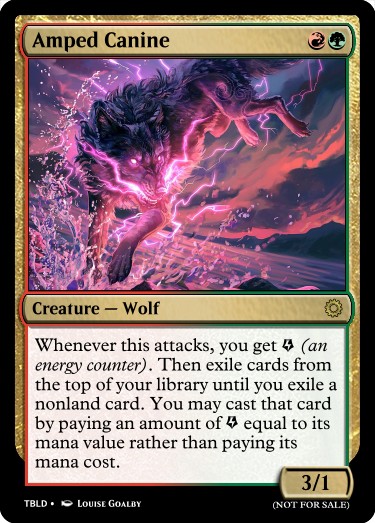 Amped Canine
Creature — Wolf
Whenever this attacks, you get (an
energy counter). Then exile cards from
the top of your library until you exile a
nonland card. You may cast that card
by paying an amount of equal to its
mana value rather than paying its
mana cost.
3/1
TBLD • Louise Goalby
(NOT FOR SALE)